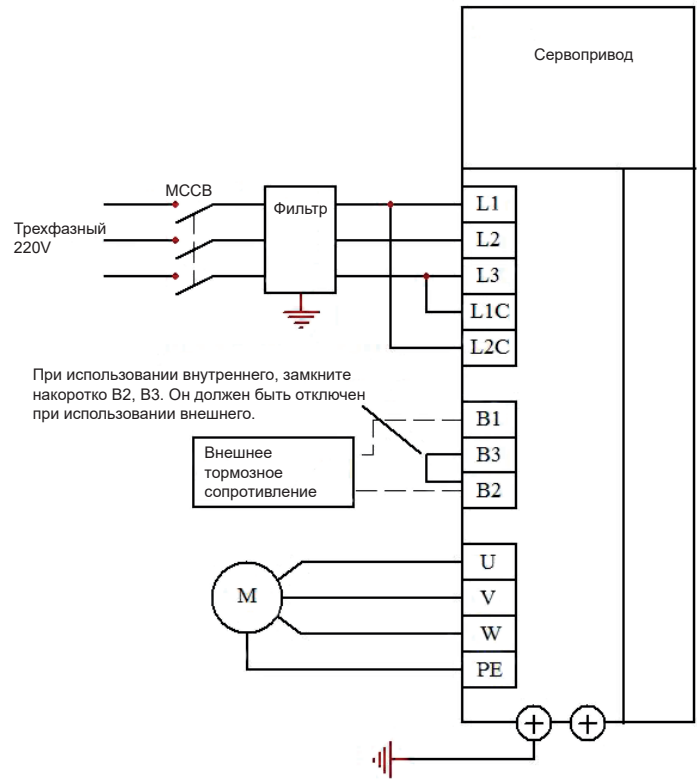 Сервопривод
МССВ
Фильтр
Трехфазный
220V
L1
L2
L3
L1C
L2C
При использовании внутреннего, замкните
накоротко B2, B3. Он должен быть отключен
при использовании внешнего.
B1
B3
B2
Внешнее
тормозное
сопротивление
M
U
V
W
PE